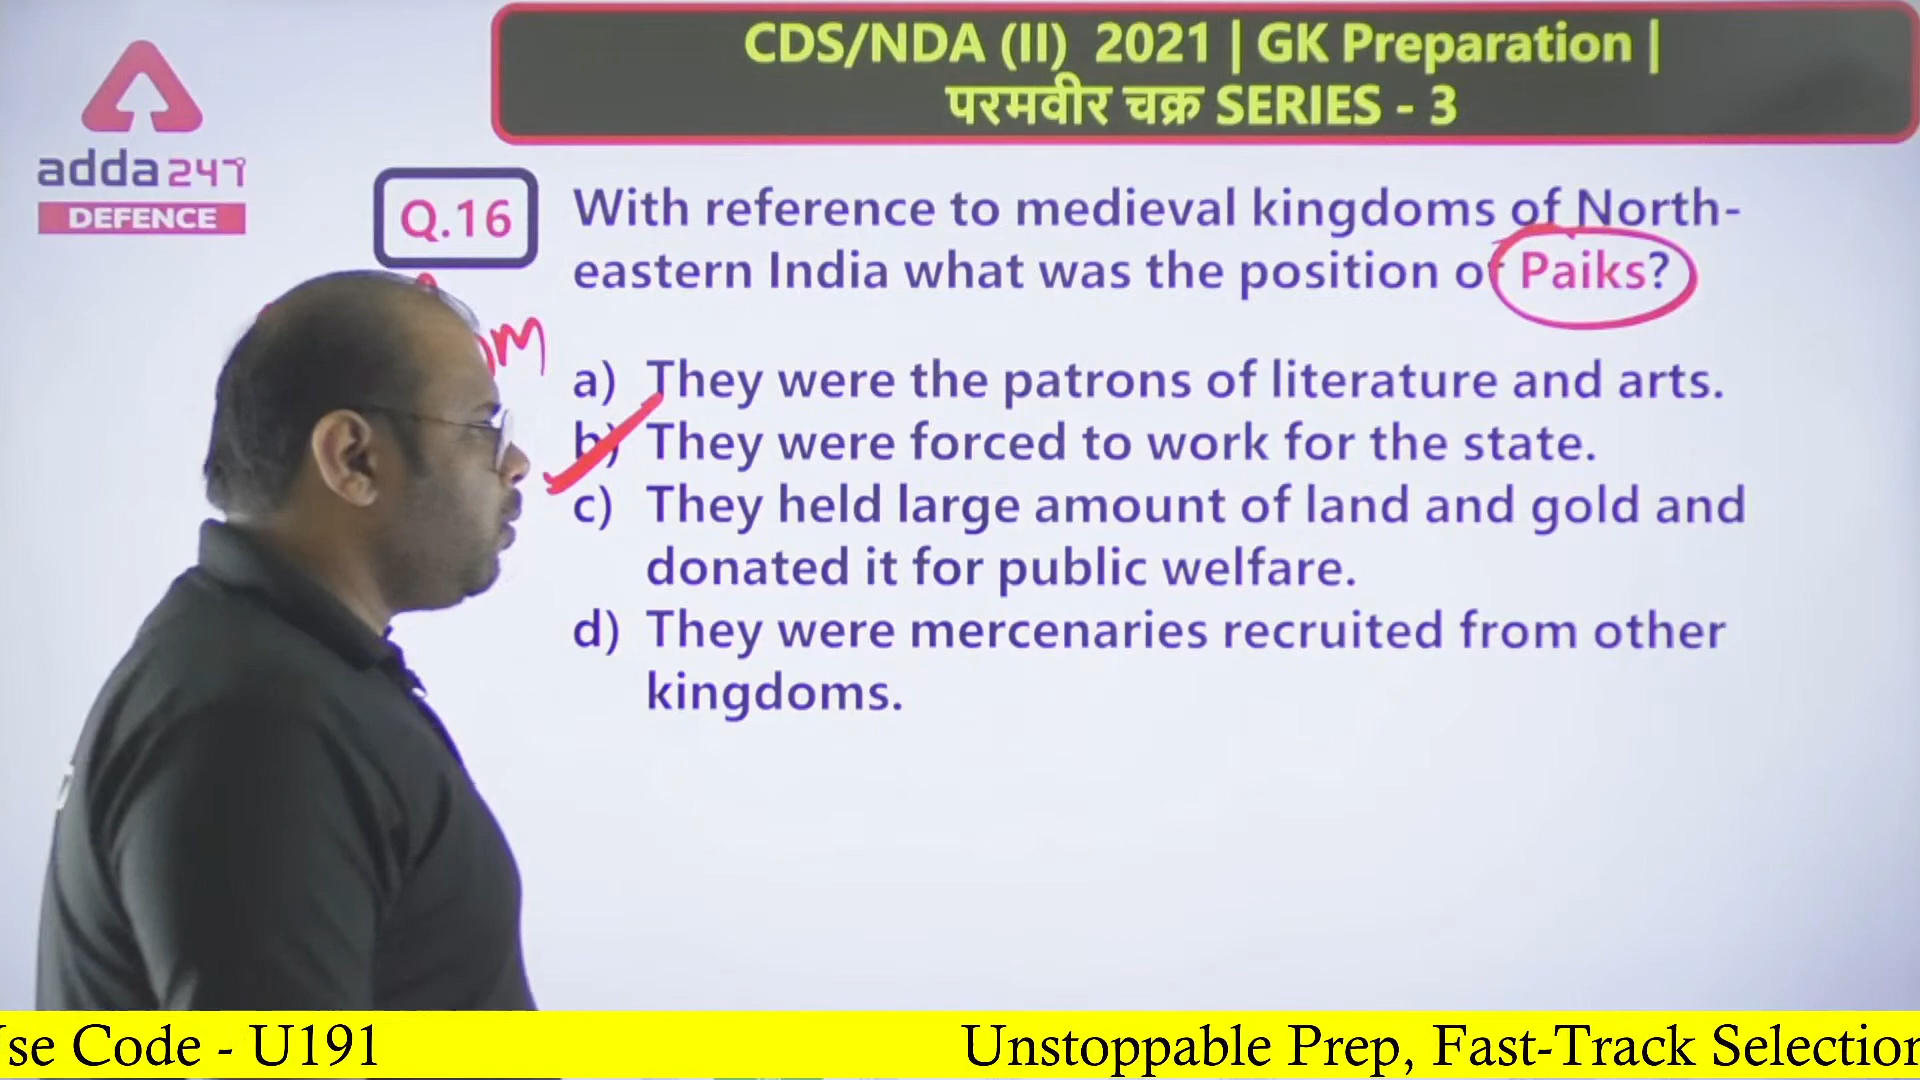 CDS/NDA (II) 2021 | GK Preparation |
परमवीर चक्र SERIES - 3
adda247
DEFENCE
Q.16
With reference to medieval kingdoms of North-
eastern India what was the position of Paiks?
a) They were the patrons of literature and arts.
b) They were forced to work for the state.
c) They held large amount of land and gold and
donated it for public welfare.
d) They were mercenaries recruited from other
kingdoms.
Code - U191
Unstoppable Prep, Fast-Track Selection